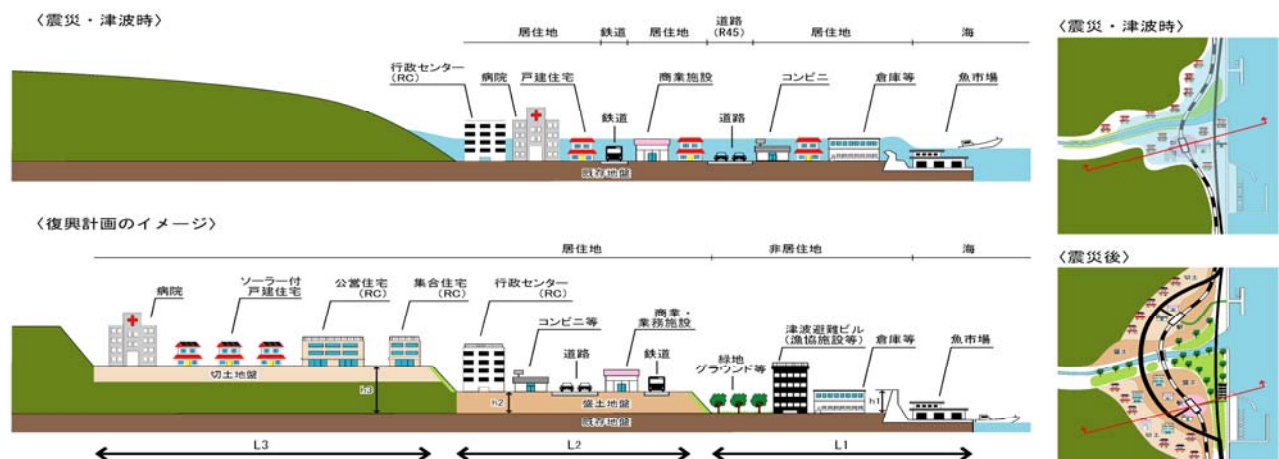 〈震災・津波時〉
居住地
鉄道
居住地
道路
(R45)
居住地
海
行政センター
(RC)
病院
戸建住宅
鉄道
商業施設
道路
コンビニ
倉庫等
魚市場
既存地盤
〈復興計画のイメージ〉
居住地
非居住地
海
病院
ソーラー付
戸建住宅
公営住宅
(RC)
集合住宅
(RC)
行政センター
(RC)
コンビニ等
道路
商業・
業務施設
鉄道
緑地
グラウンド等
津波避難ビル
(漁協施設等)
倉庫等
魚市場
切土地盤
h3
h2
盛土地盤
h1
既存地盤
L3
L2
L1
〈震災・津波時〉
〈震災後〉
切土
盛土
盛土
切土